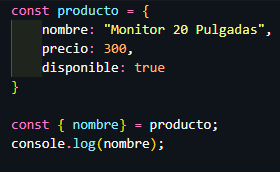 const producto = {
    nombre: "Monitor 20 Pulgadas",
    precio: 300,
    disponible: true
}

const { nombre} = producto;
console.log(nombre);